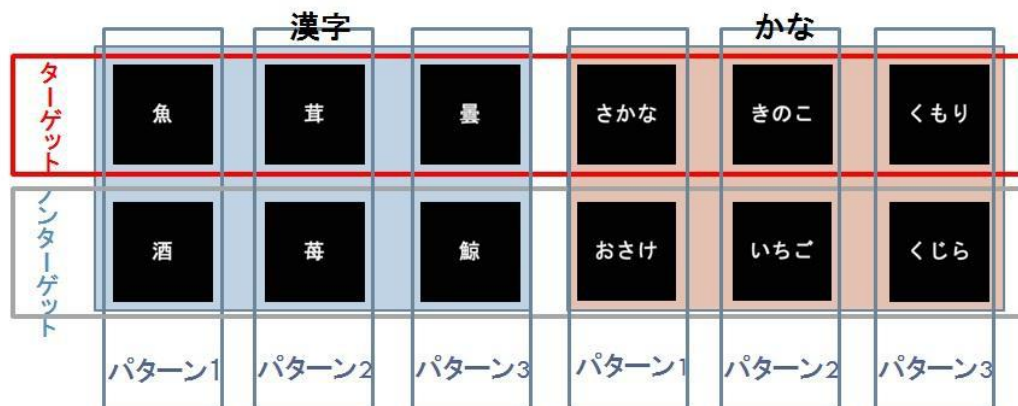 漢字 かな
ターゲット
魚 茸 曇 さかな きのこ くもり
ノンターゲット
酒 苺 鯨 おさけ いちご くじら
パターン1 パターン2 パターン3 パターン1 パターン2 パターン3